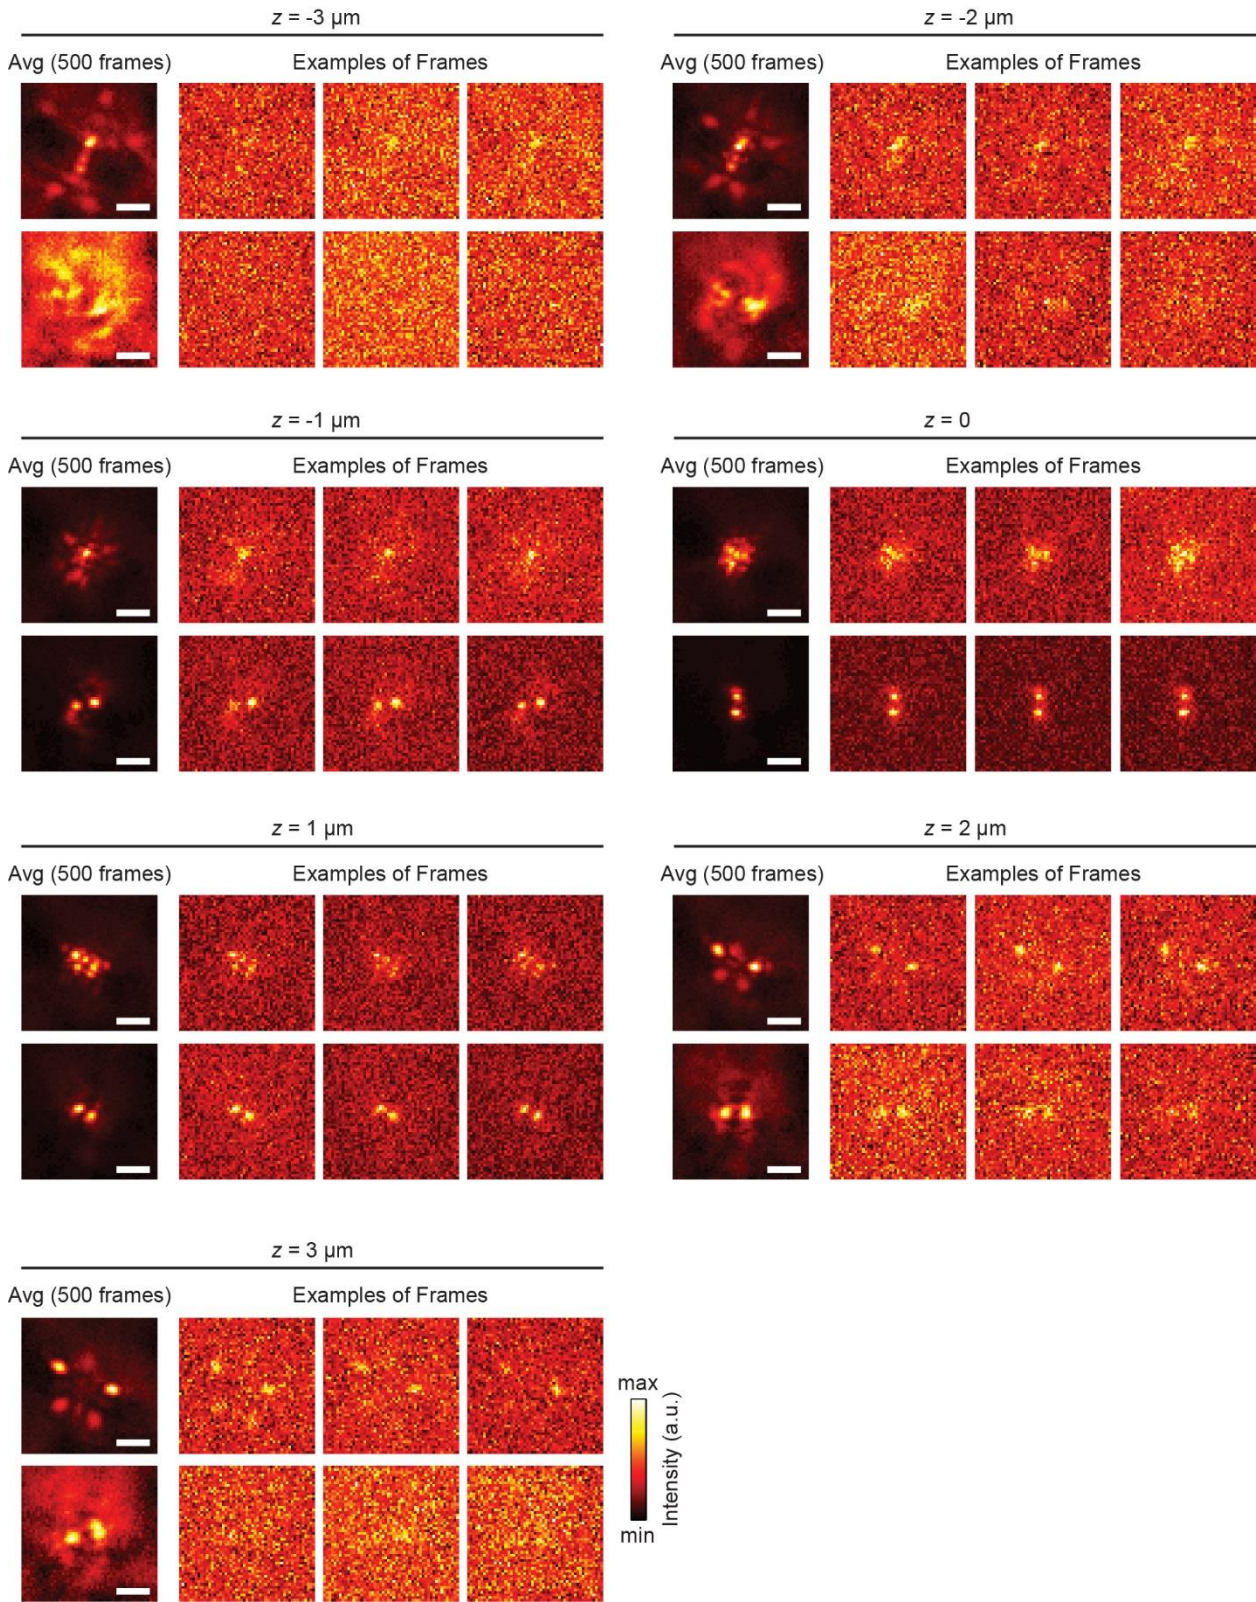 z = -3 µm
Avg (500 frames) Examples of Frames
z = -2 µm
Avg (500 frames) Examples of Frames
z = -1 µm
Avg (500 frames) Examples of Frames
z = 0
Avg (500 frames) Examples of Frames
z = 1 µm
Avg (500 frames) Examples of Frames
z = 2 µm
Avg (500 frames) Examples of Frames
z = 3 µm
Avg (500 frames) Examples of Frames
max
Intensity (a.u.)
min